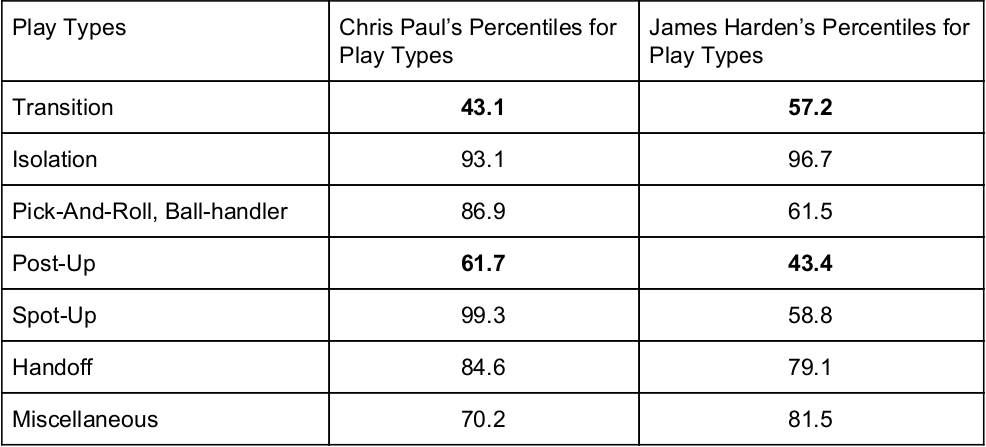 Play Types
Chris Paul’s Percentiles for
Play Types
James Harden’s Percentiles for
Play Types
Transition 43.1 57.2
Isolation 93.1 96.7
Pick-And-Roll, Ball-handler 86.9 61.5
Post-Up 61.7 43.4
Spot-Up 99.3 58.8
Handoff 84.6 79.1
Miscellaneous 70.2 81.5